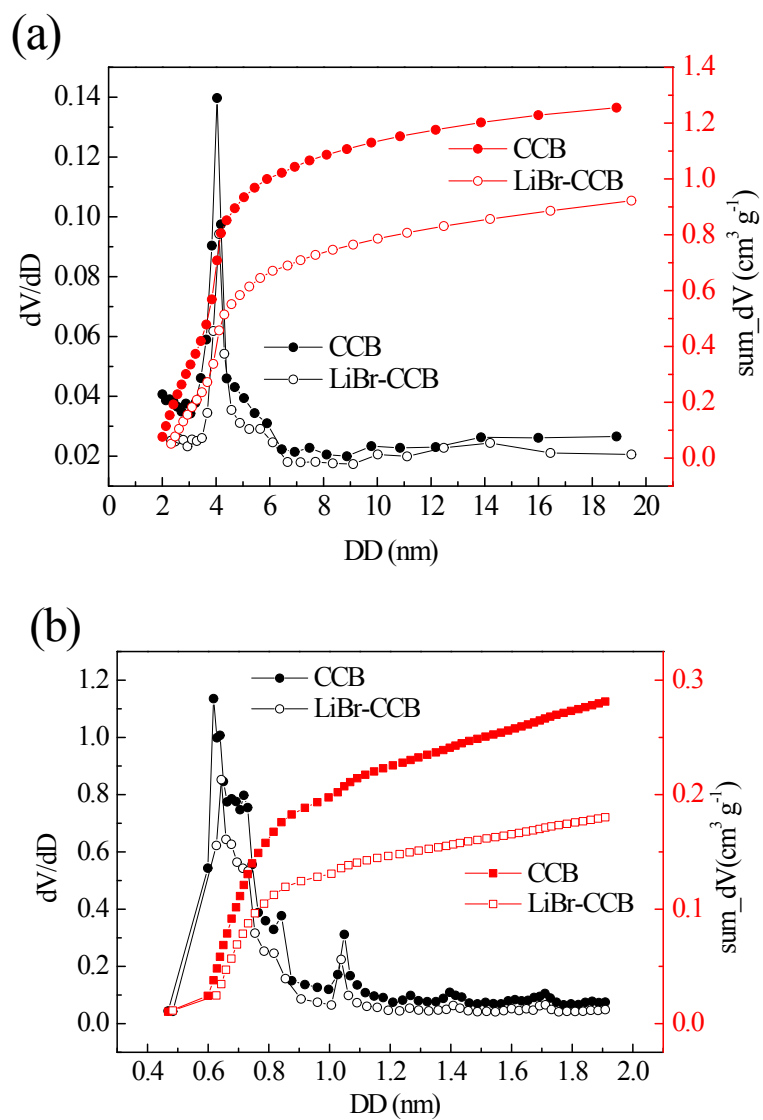 (a)
0.14
0.12
0.10
0.08
0.06
0.04
0.02
dV/dD
1.4
1.2
1.0
0.8
0.6
0.4
0.2
0.0
sum_dV (cm³ g⁻¹)
CCB
LiBr-CCB
CCB
LiBr-CCB
0 2 4 6 8 10 12 14 16 18 20
DD (nm)
(b)
1.2
1.0
0.8
0.6
0.4
0.2
0.0
dV/dD
0.3
0.2
0.1
0.0
sum_dV(cm³ g⁻¹)
CCB
LiBr-CCB
CCB
LiBr-CCB
0.4 0.6 0.8 1.0 1.2 1.4 1.6 1.8 2.0
DD (nm)